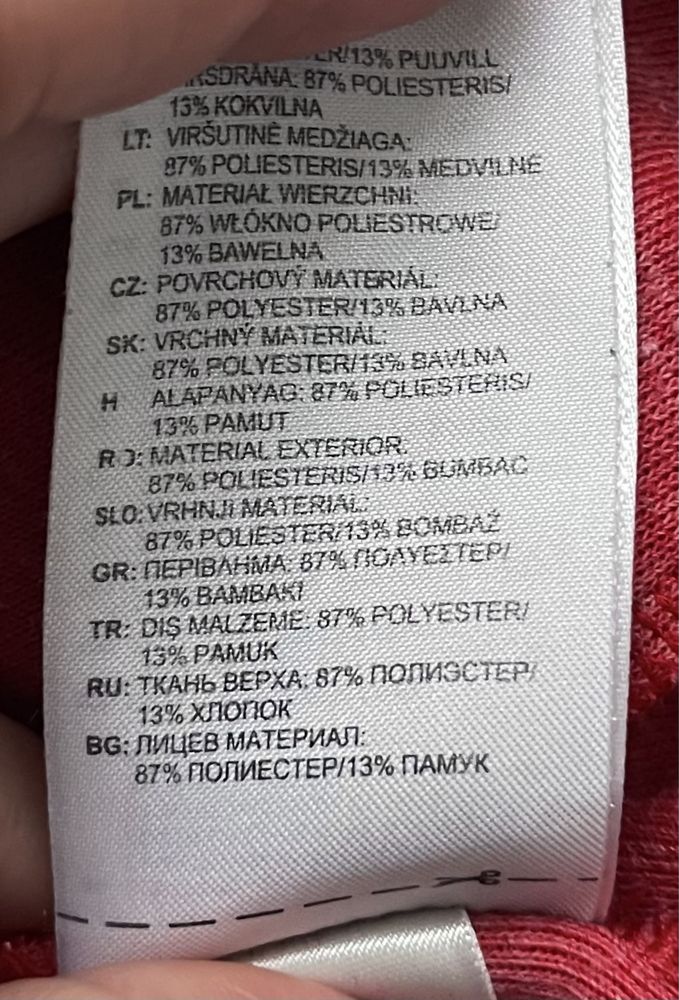 13% PUUVILL
87% POLIESTERIS/
13% KOKVILNA
LT: VIRŠUTINĖ MEDŽIAGA:
87% POLIESTERIS/13% MEDVILNĖ
PL: MATERIAŁ WIERZCHNI:
87% WŁÓKNO POLIESTROWE/
13% BAWEŁNA
CZ: POVRCHOVÝ MATERIÁL:
87% POLYESTER/13% BAVLNA
SK: VRCHNÝ MATERIÁL:
87% POLYESTER/13% BAVLNA
H ALAPANYAG: 87% POLIESTERIS/
13% PAMUT
RO: MATERIAL EXTERIOR:
87% POLIESTERIS/13% BUMBAC
SLO: VRHNJI MATERIAL:
87% POLIESTER/13% BOMBAŽ
GR: ΠΕΡΙΒΛΗΜΑ: 87% ΠΟΛΥΕΣΤΕΡ/
13% ΒΑΜΒΑΚΙ
TR: DIŞ MALZEME: 87% POLYESTER/
13% PAMUK
RU: ТКАНЬ ВЕРХА: 87% ПОЛИЭСТЕР/
13% ХЛОПОК
BG: ЛИЦЕВ МАТЕРИАЛ:
87% ПОЛИЕСТЕР/13% ПАМУК